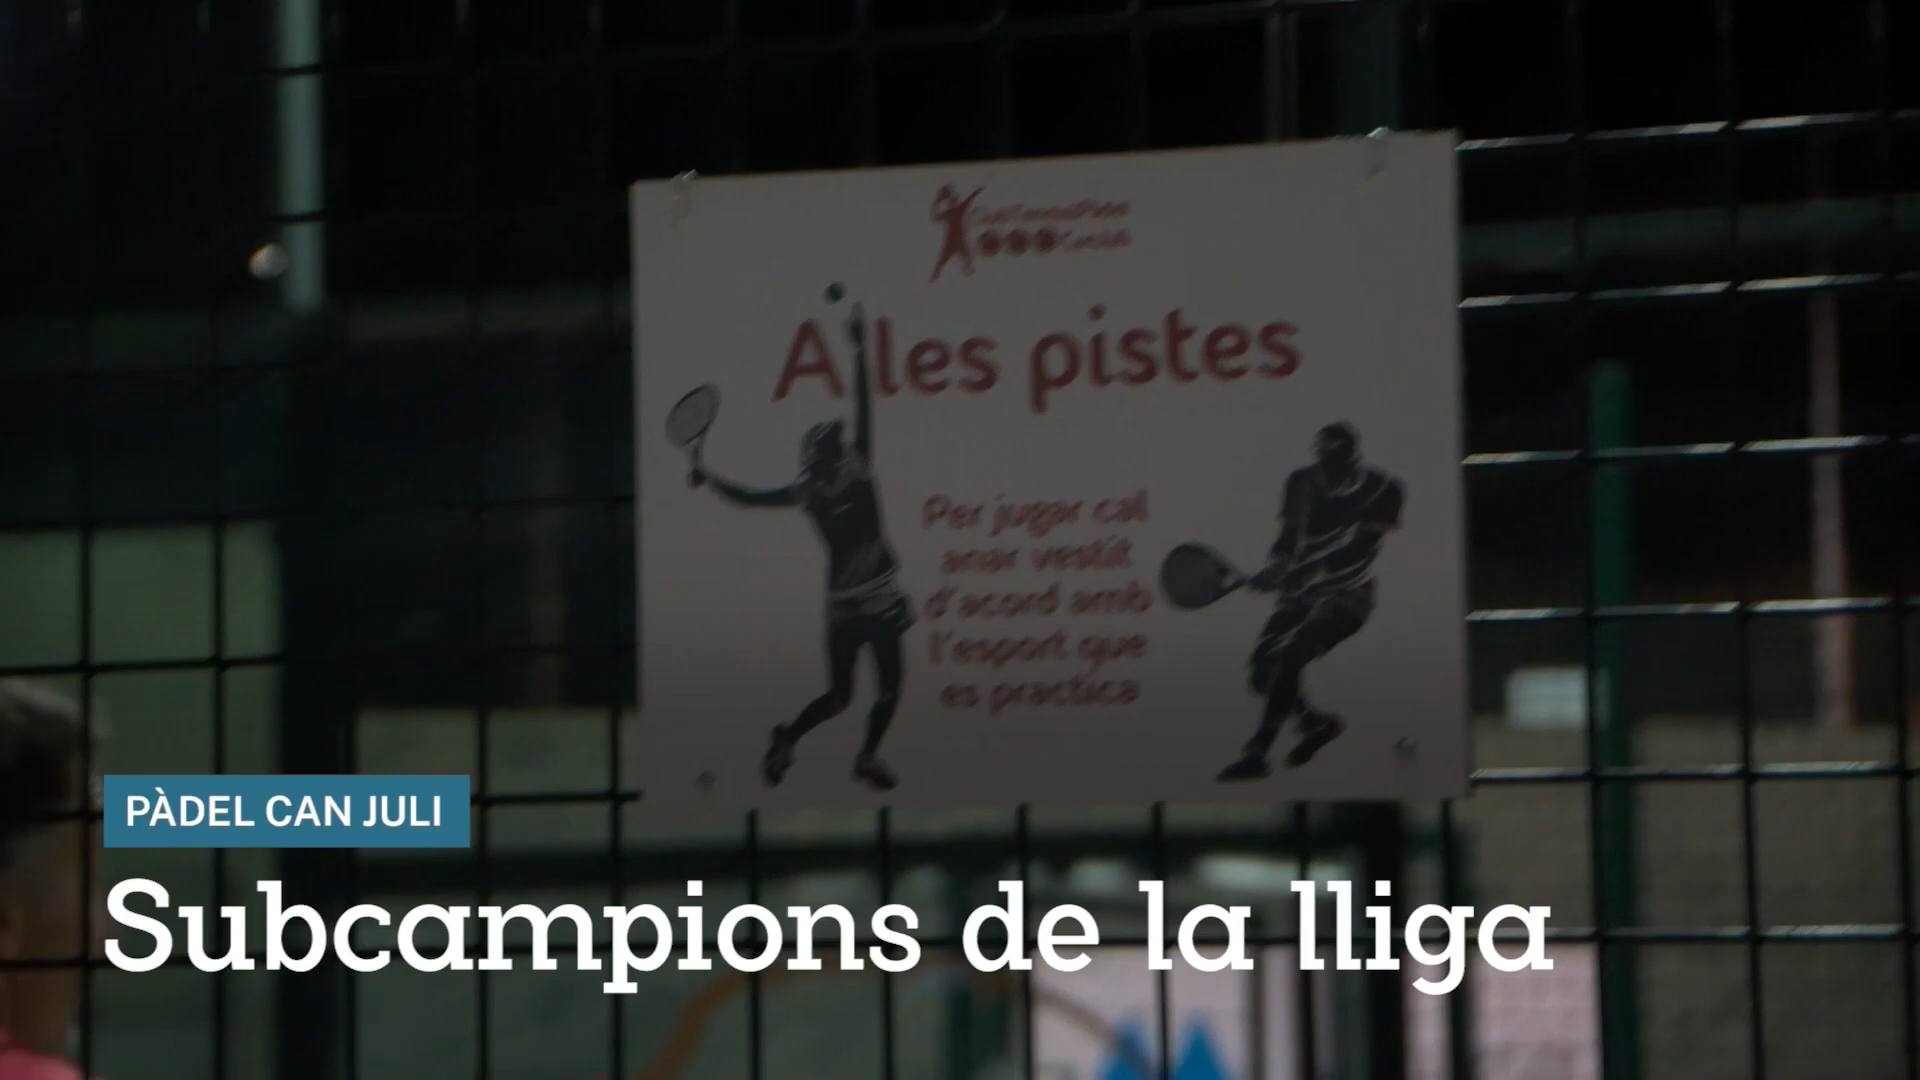 A les pistes
Per jugar cal
anar vestit
d'acord amb
l'esport que
es practica
PÀDEL CAN JULI
Subcampions de la lliga